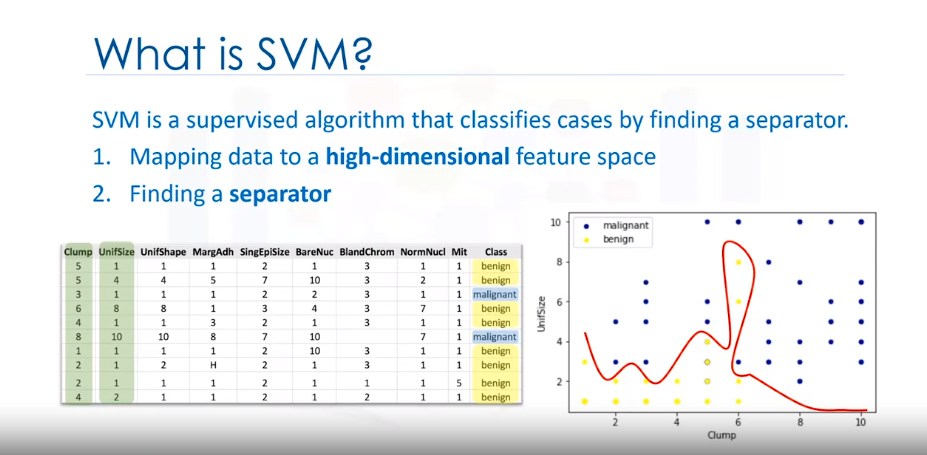 What is SVM?
SVM is a supervised algorithm that classifies cases by finding a separator.
1. Mapping data to a high-dimensional feature space
2. Finding a separator
Clump UnifSize UnifShape MargAdh SingEpiSize BareNuc BlandChrom NormNucl Mit Class
5 1 1 1 2 1 3 1 1 benign
5 4 4 5 7 10 3 2 1 benign
3 1 1 1 2 2 3 1 1 malignant
6 8 8 1 3 4 3 7 1 benign
4 1 1 3 2 1 3 1 1 benign
8 10 10 8 7 10 7 1 malignant
1 1 1 1 2 10 3 1 1 benign
2 1 2 H 2 1 3 1 1 benign
2 1 1 1 2 1 1 1 5 benign
4 2 1 1 2 1 2 1 1 benign
malignant
benign
10
8
6
4
2
UnifSize
2 4 6 8 10
Clump